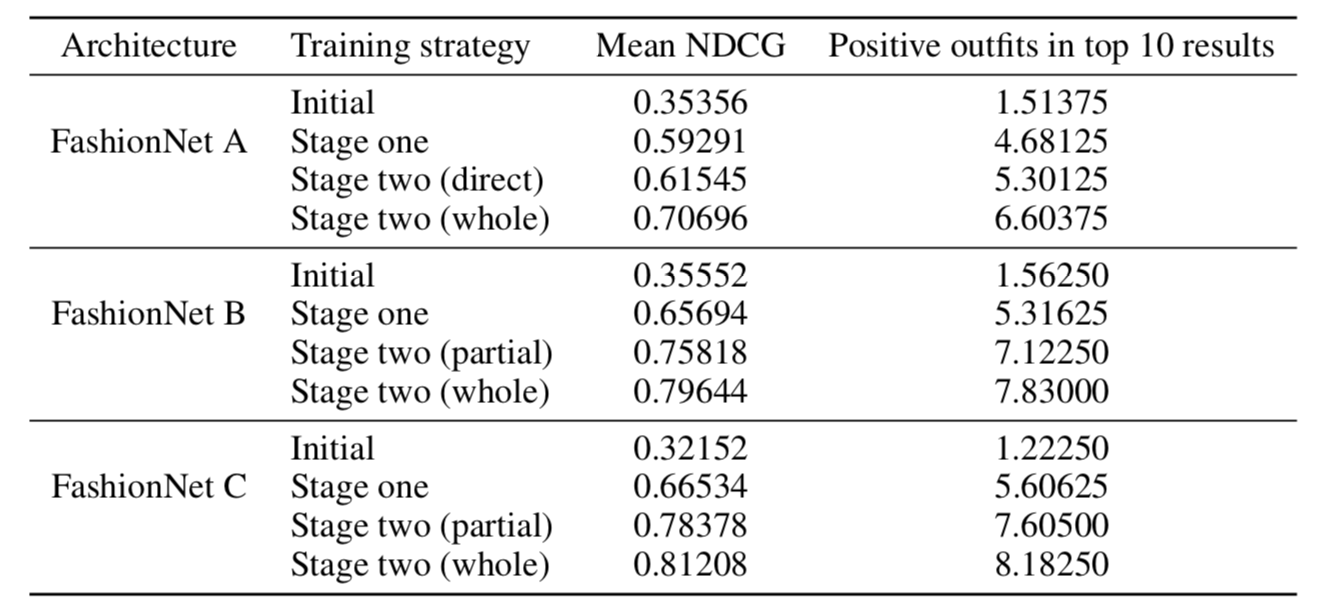 Architecture Training strategy Mean NDCG Positive outfits in top 10 results
Initial 0.35356 1.51375
FashionNet A Stage one 0.59291 4.68125
Stage two (direct) 0.61545 5.30125
Stage two (whole) 0.70696 6.60375
Initial 0.35552 1.56250
FashionNet B Stage one 0.65694 5.31625
Stage two (partial) 0.75818 7.12250
Stage two (whole) 0.79644 7.83000
Initial 0.32152 1.22250
FashionNet C Stage one 0.66534 5.60625
Stage two (partial) 0.78378 7.60500
Stage two (whole) 0.81208 8.18250